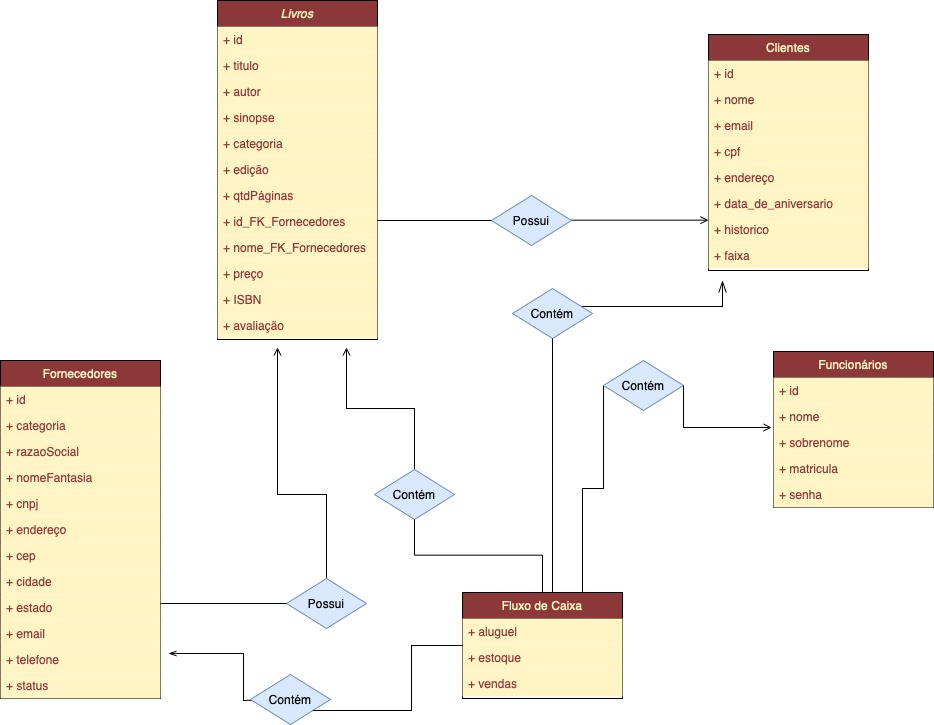 Livros
+ id
+ titulo
+ autor
+ sinopse
+ categoria
+ edição
+ qtdPáginas
+ id_FK_Fornecedores
+ nome_FK_Fornecedores
+ preço
+ ISBN
+ avaliação
Clientes
+ id
+ nome
+ email
+ cpf
+ endereço
+ data_de_aniversario
+ historico
+ faixa
Possui
Contém
Contém
Funcionários
+ id
+ nome
+ sobrenome
+ matricula
+ senha
Fornecedores
+ id
+ categoria
+ razaoSocial
+ nomeFantasia
+ cnpj
+ endereço
+ cep
+ cidade
+ estado
+ email
+ telefone
+ status
Contém
Possui
Fluxo de Caixa
+ aluguel
+ estoque
+ vendas
Contém